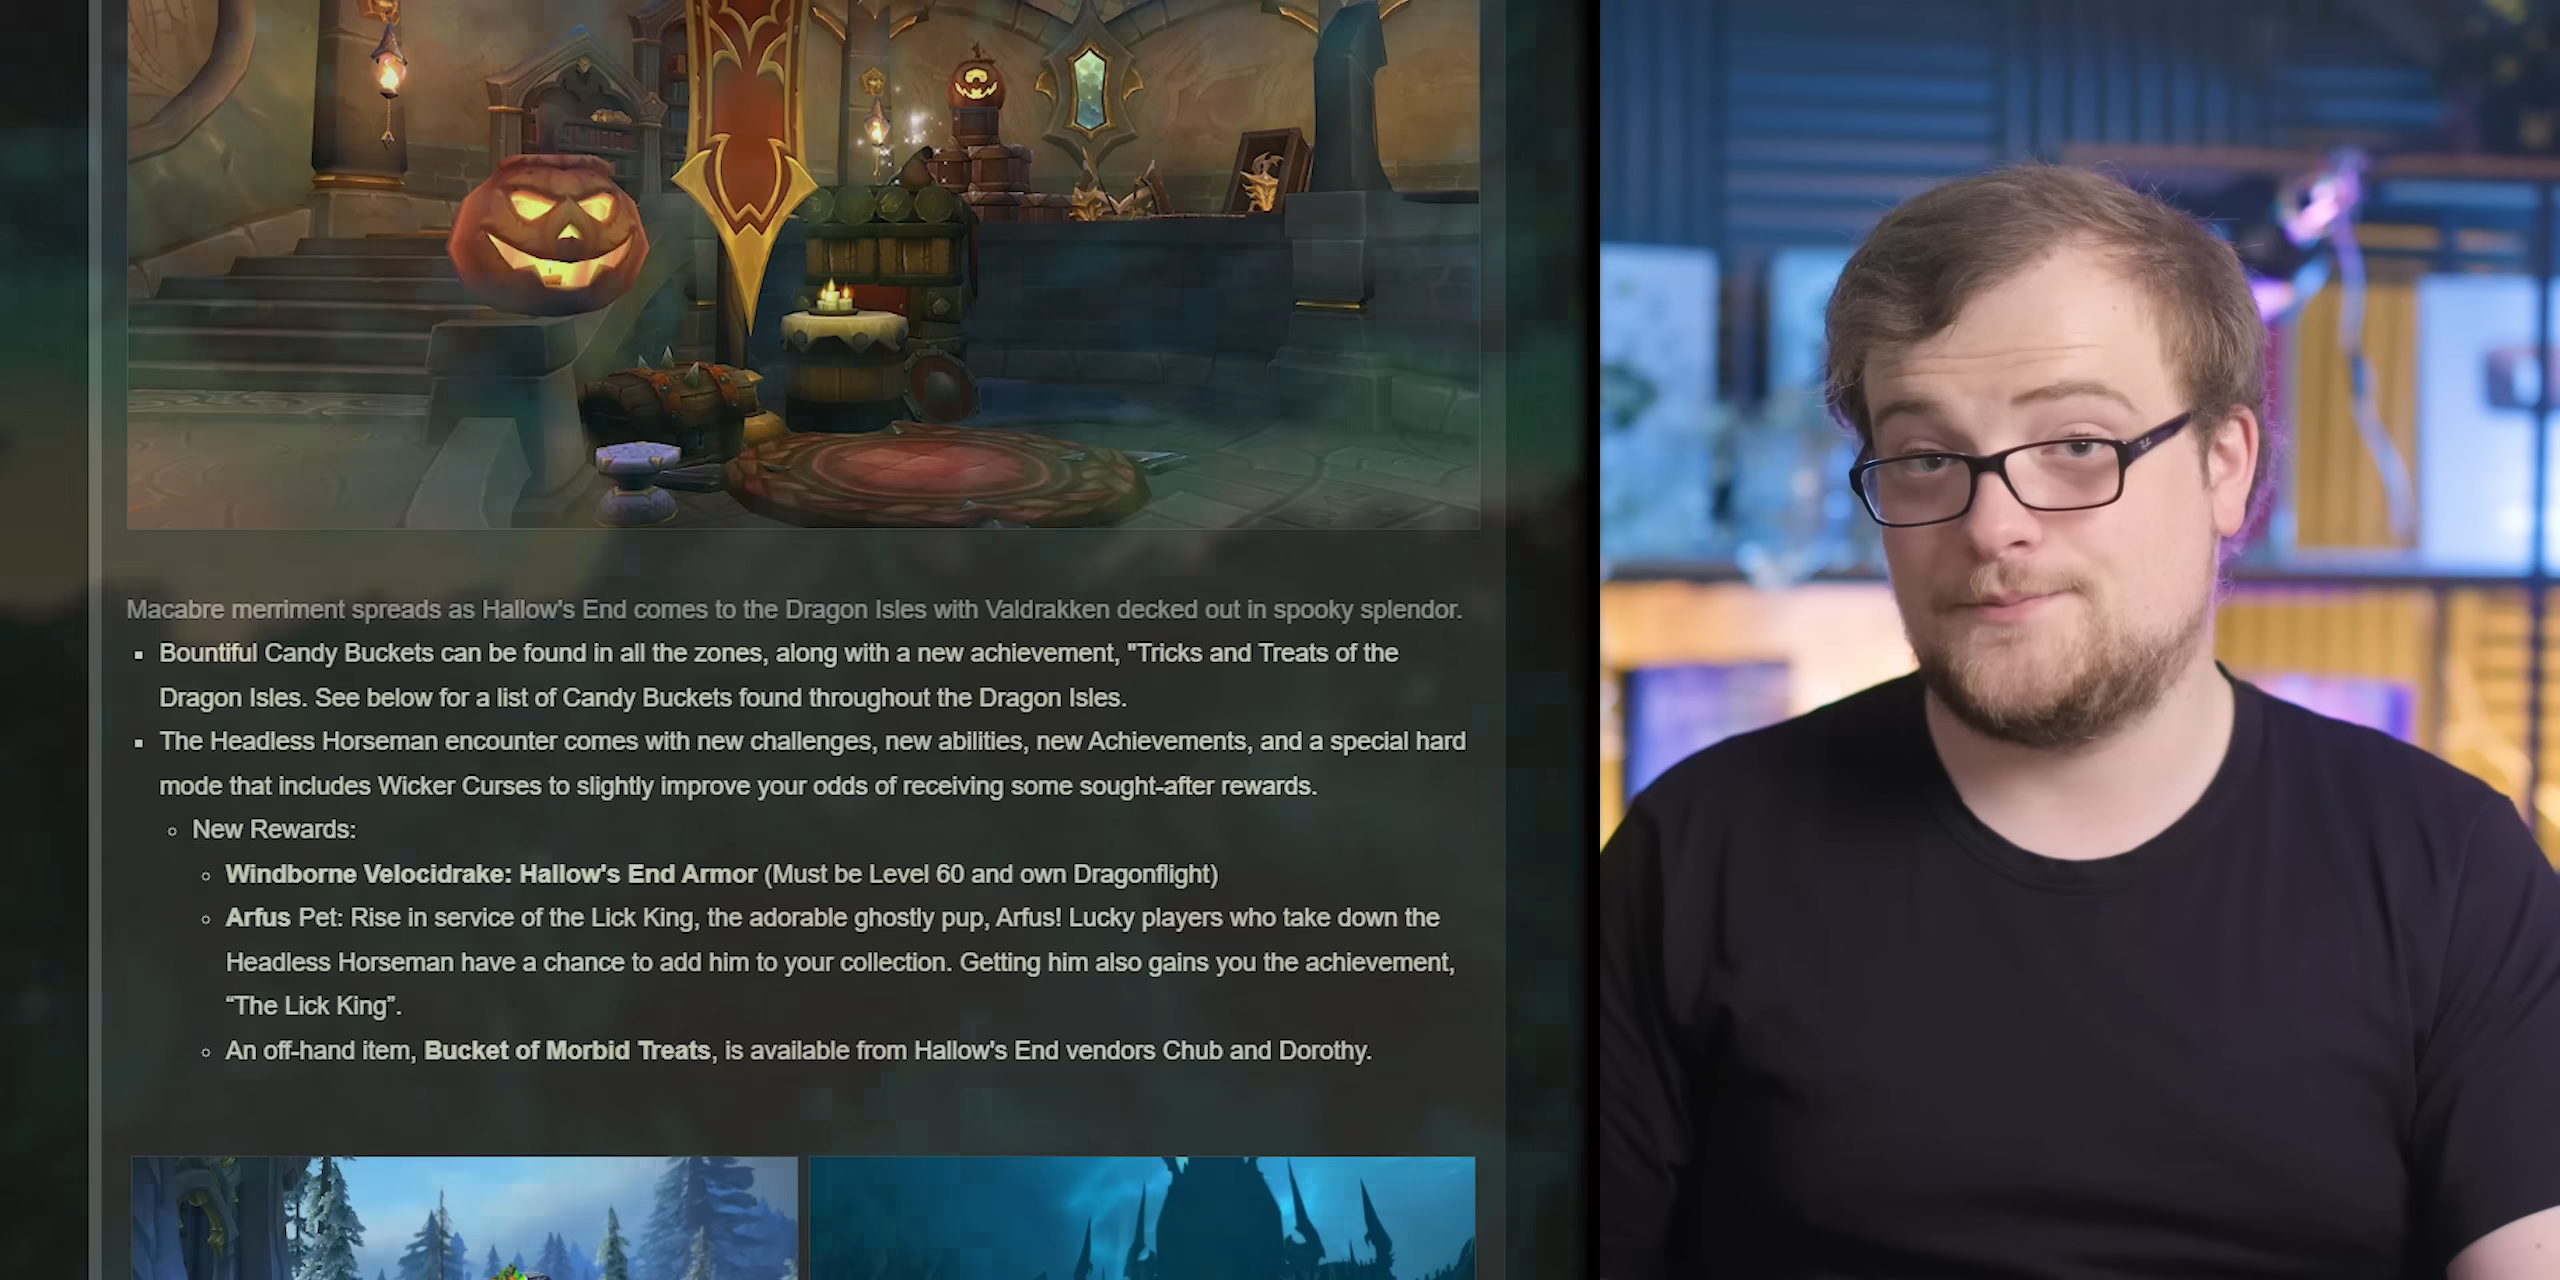 Macabre merriment spreads as Hallow's End comes to the Dragon Isles with Valdrakken decked out in spooky splendor.
Bountiful Candy Buckets can be found in all the zones, along with a new achievement, "Tricks and Treats of the
Dragon Isles. See below for a list of Candy Buckets found throughout the Dragon Isles.
The Headless Horseman encounter comes with new challenges, new abilities, new Achievements, and a special hard
mode that includes Wicker Curses to slightly improve your odds of receiving some sought-after rewards.
New Rewards:
Windborne Velocidrake: Hallow's End Armor (Must be Level 60 and own Dragonflight)
Arfus Pet: Rise in service of the Lick King, the adorable ghostly pup, Arfus! Lucky players who take down the
Headless Horseman have a chance to add him to your collection. Getting him also gains you the achievement,
“The Lick King”.
An off-hand item, Bucket of Morbid Treats, is available from Hallow's End vendors Chub and Dorothy.